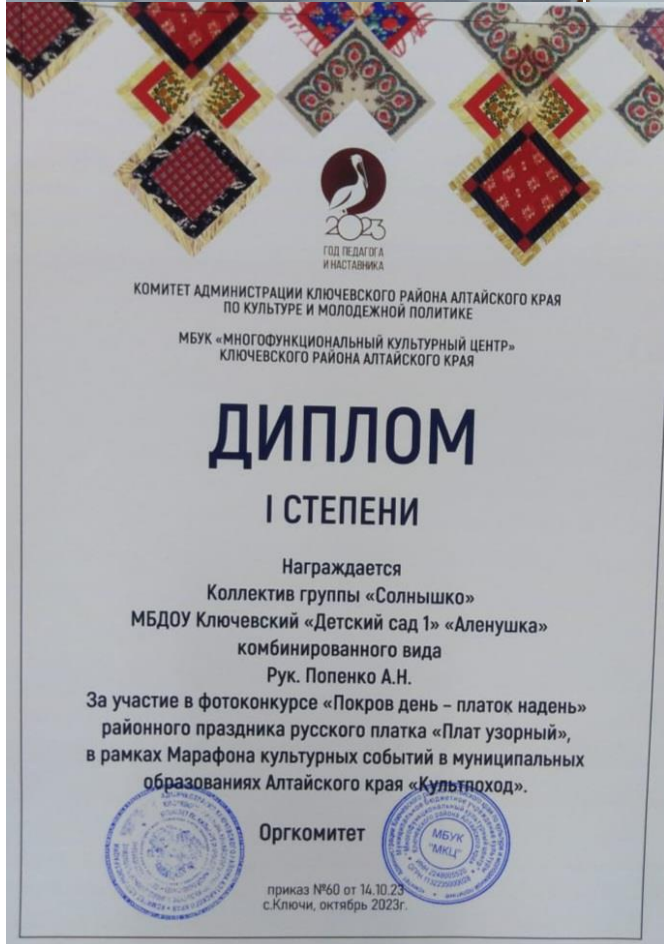 2023
ГОД ПЕДАГОГА
И НАСТАВНИКА
КОМИТЕТ АДМИНИСТРАЦИИ КЛЮЧЕВСКОГО РАЙОНА АЛТАЙСКОГО КРАЯ
ПО КУЛЬТУРЕ И МОЛОДЕЖНОЙ ПОЛИТИКЕ
МБУК «МНОГОФУНКЦИОНАЛЬНЫЙ КУЛЬТУРНЫЙ ЦЕНТР»
КЛЮЧЕВСКОГО РАЙОНА АЛТАЙСКОГО КРАЯ
ДИПЛОМ
I СТЕПЕНИ
Награждается
Коллектив группы «Солнышко»
МБДОУ Ключевский «Детский сад 1» «Аленушка»
комбинированного вида
Рук. Попенко А.Н.
За участие в фотоконкурсе «Покров день – платок надень»
районного праздника русского платка «Плат узорный»,
в рамках Марафона культурных событий в муниципальных
образованиях Алтайского края «Культпоход».
Оргкомитет
МБУК
"МКЦ"
приказ №60 от 14.10.23
с.Ключи, октябрь 2023г.